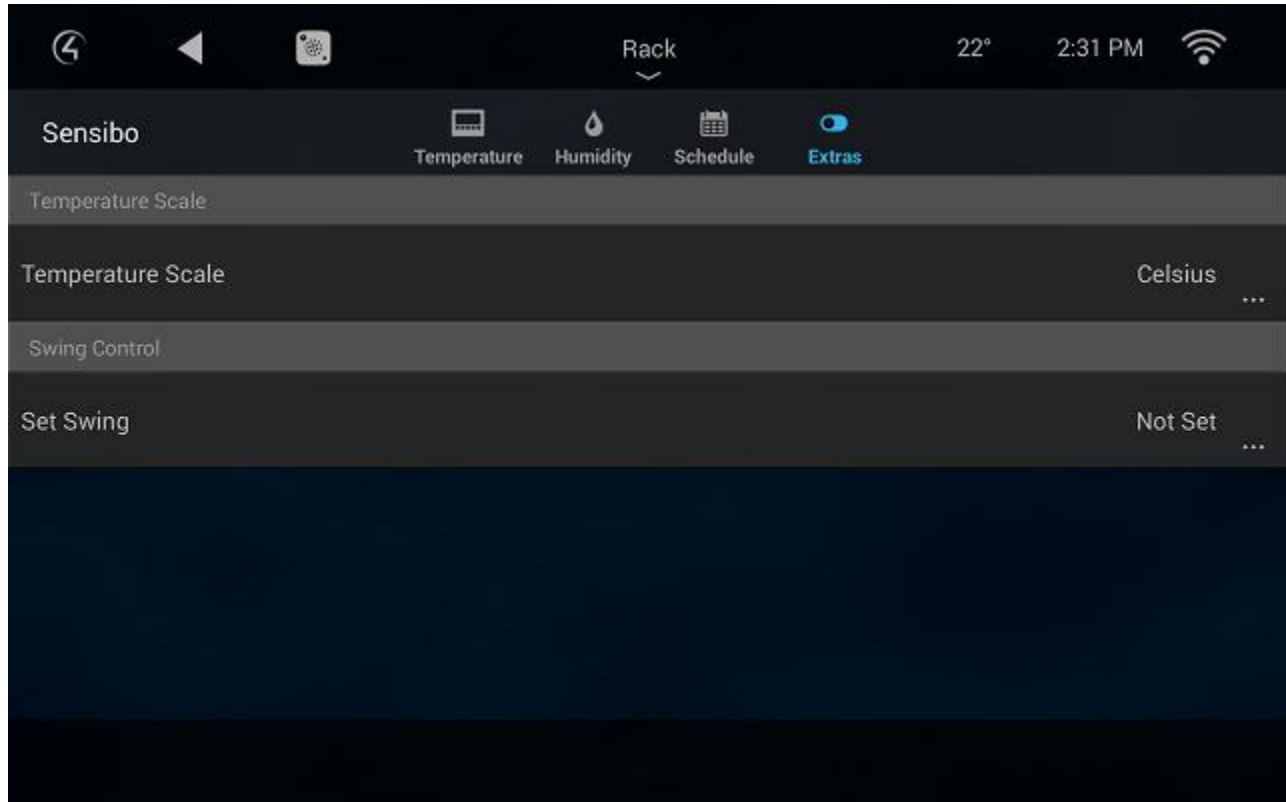 Rack
22°
2:31 PM
Sensibo
Temperature
Humidity
Schedule
Extras
Temperature Scale
Temperature Scale
Celsius
...
Swing Control
Set Swing
Not Set
...